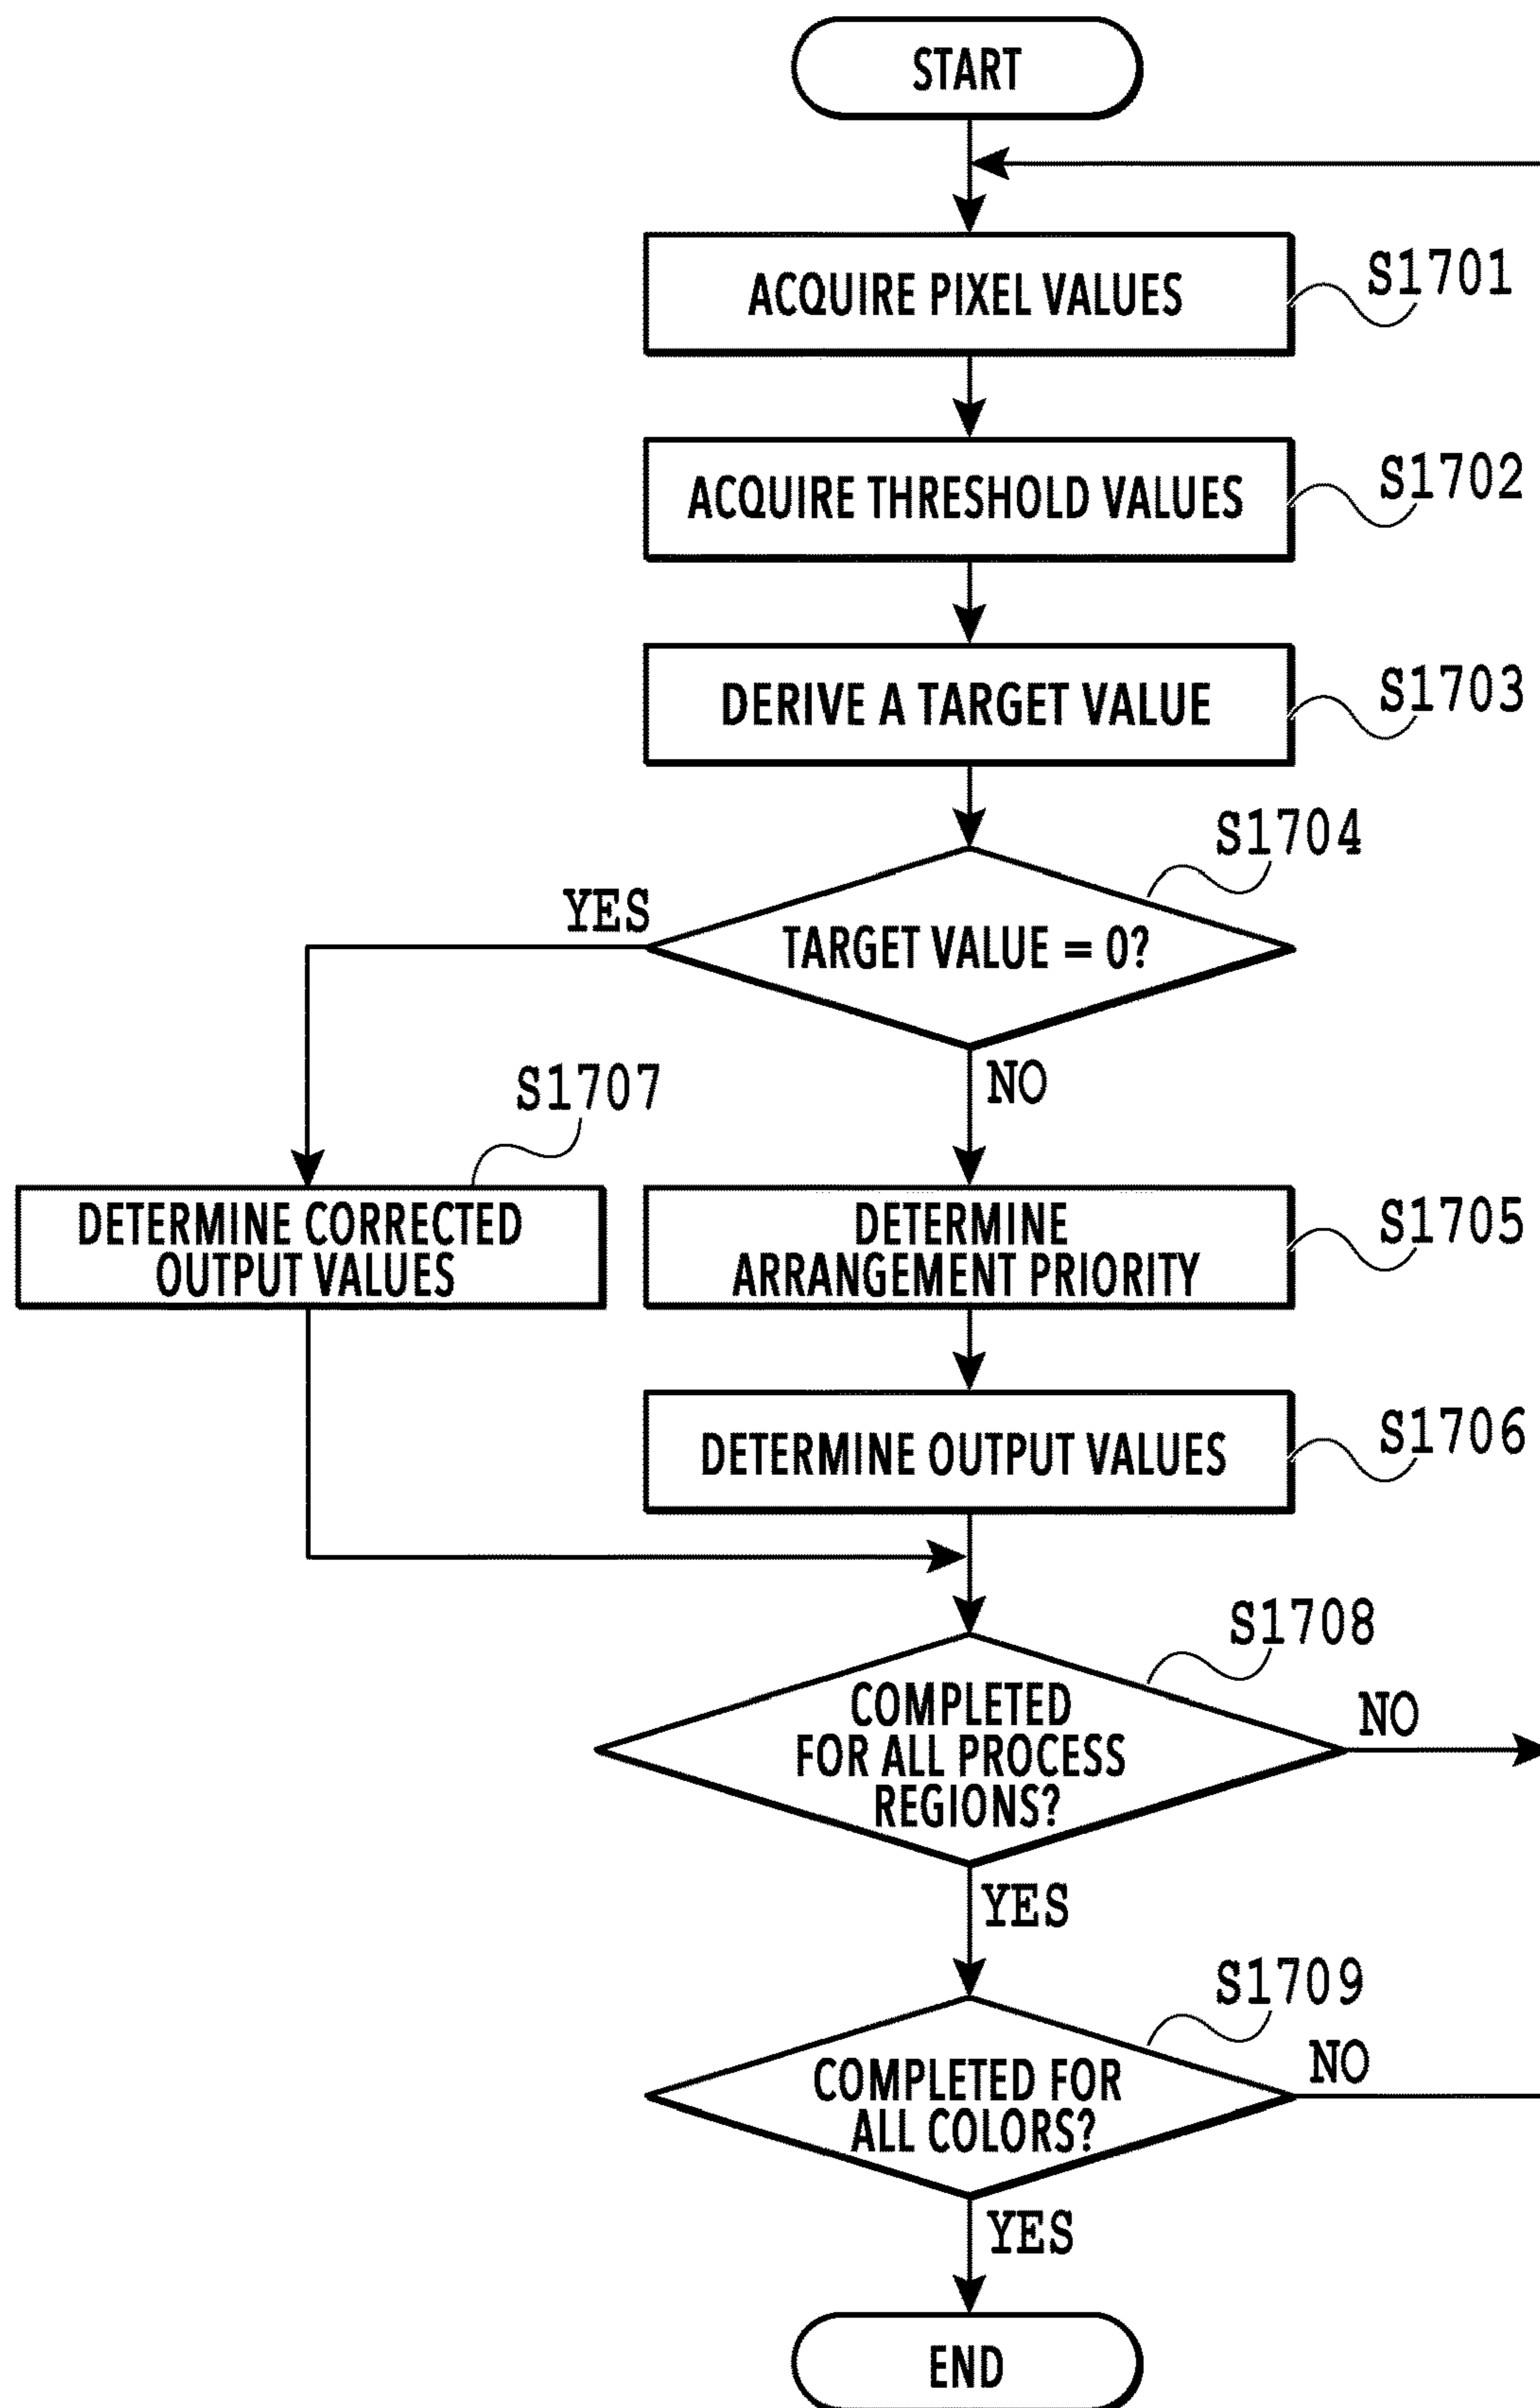 START
ACQUIRE PIXEL VALUES
S1701
ACQUIRE THRESHOLD VALUES
S1702
DERIVE A TARGET VALUE
S1703
S1704
YES
TARGET VALUE = 0?
NO
S1707
DETERMINE CORRECTED
OUTPUT VALUES
DETERMINE
ARRANGEMENT PRIORITY
S1705
DETERMINE OUTPUT VALUES
S1706
S1708
COMPLETED
FOR ALL PROCESS
REGIONS?
NO
YES
S1709
COMPLETED FOR
ALL COLORS?
NO
YES
END